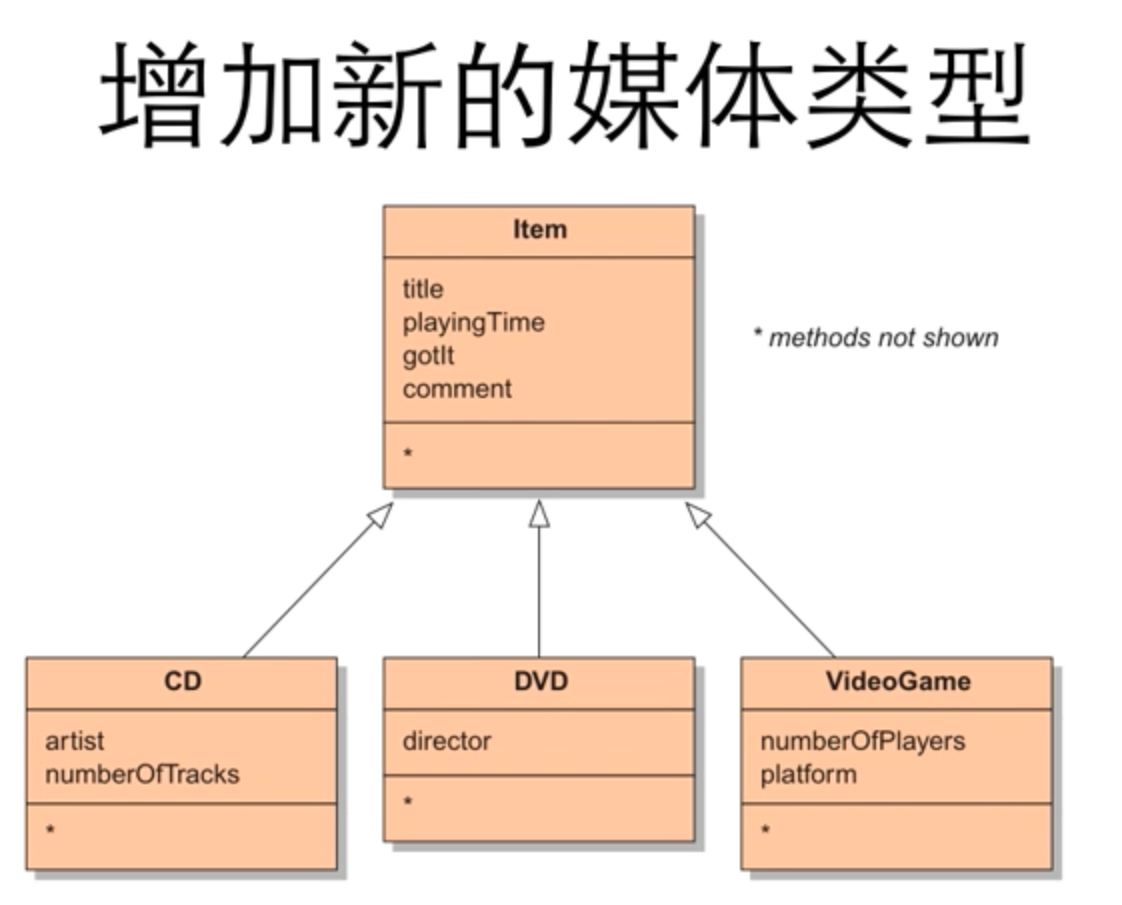 增加新的媒体类型
Item
title
playingTime
gotIt
comment
*
* methods not shown
CD
artist
numberOfTracks
*
DVD
director
*
VideoGame
numberOfPlayers
platform
*